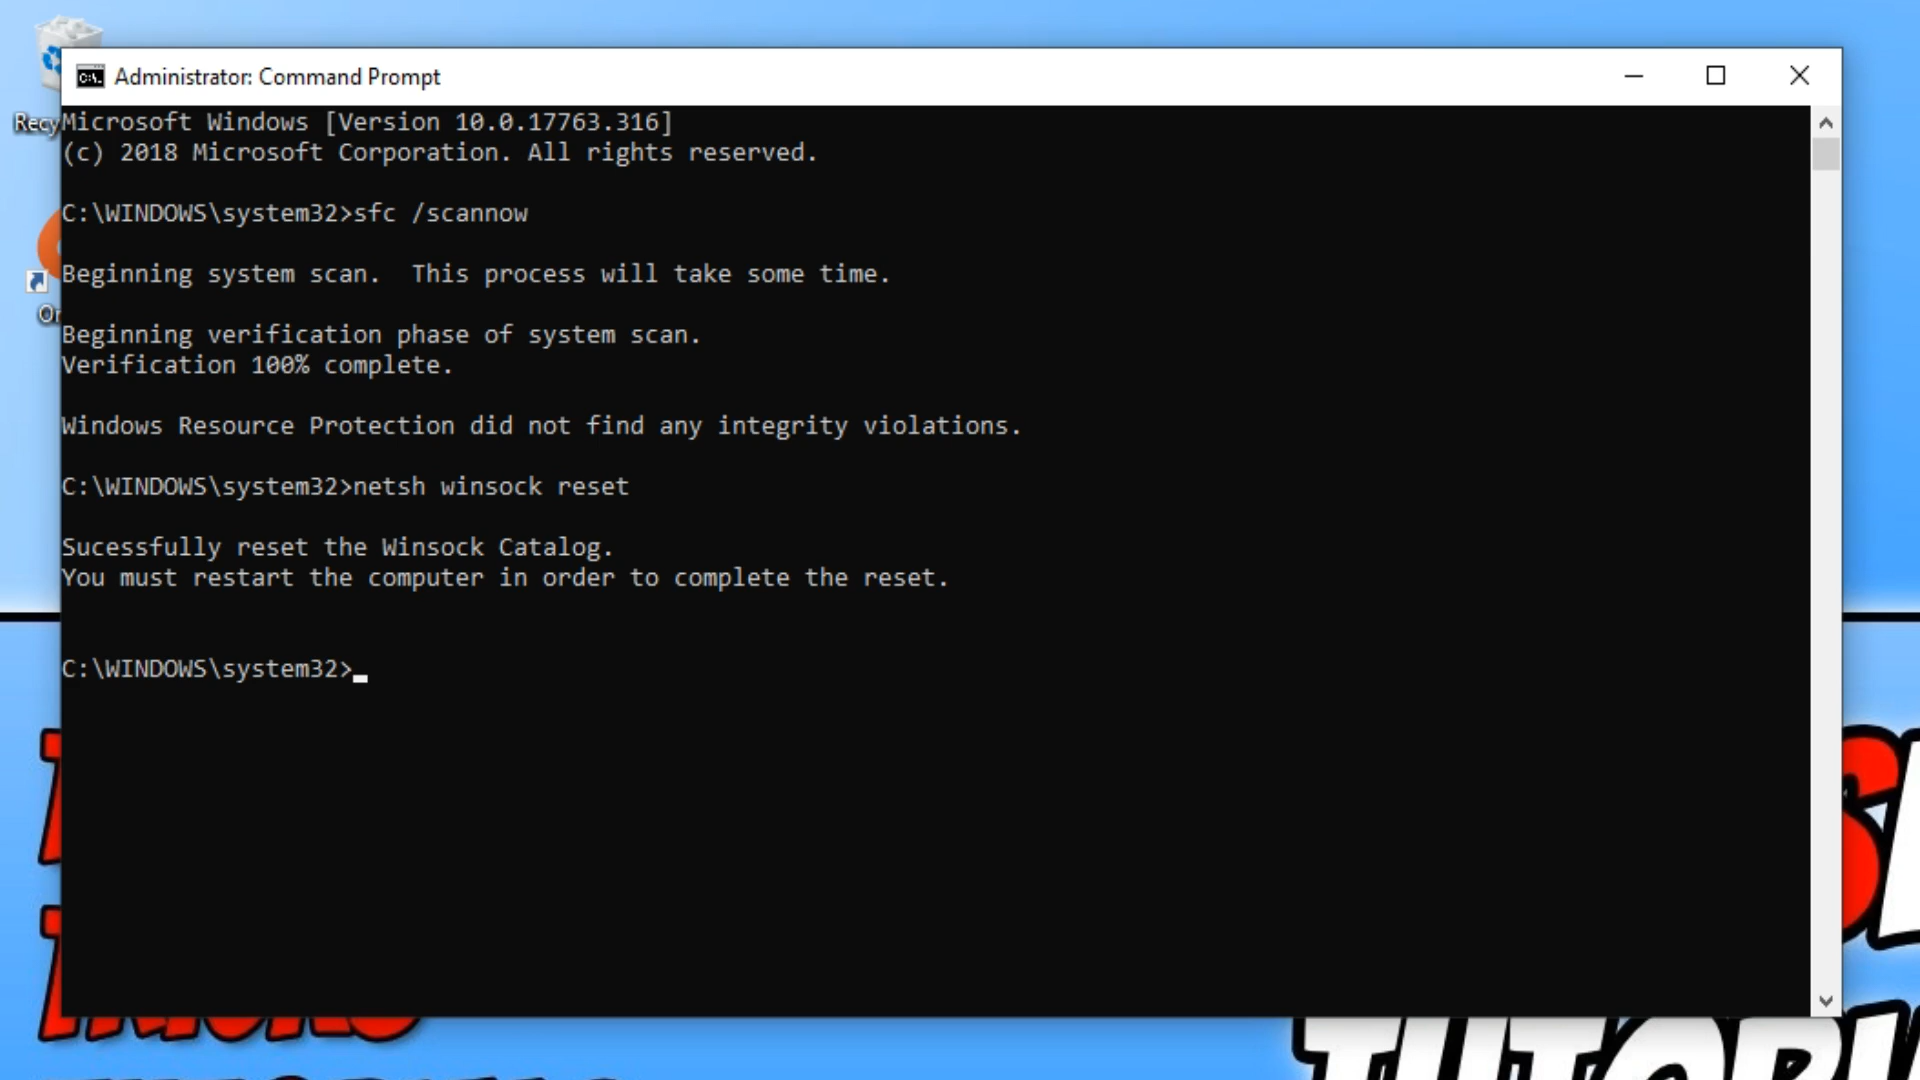 Administrator: Command Prompt
Recy
Microsoft Windows [Version 10.0.17763.316]
(c) 2018 Microsoft Corporation. All rights reserved.
C:\WINDOWS\system32>sfc /scannow
Beginning system scan.  This process will take some time.
Or
Beginning verification phase of system scan.
Verification 100% complete.
Windows Resource Protection did not find any integrity violations.
C:\WINDOWS\system32>netsh winsock reset
Sucessfully reset the Winsock Catalog.
You must restart the computer in order to complete the reset.
C:\WINDOWS\system32>